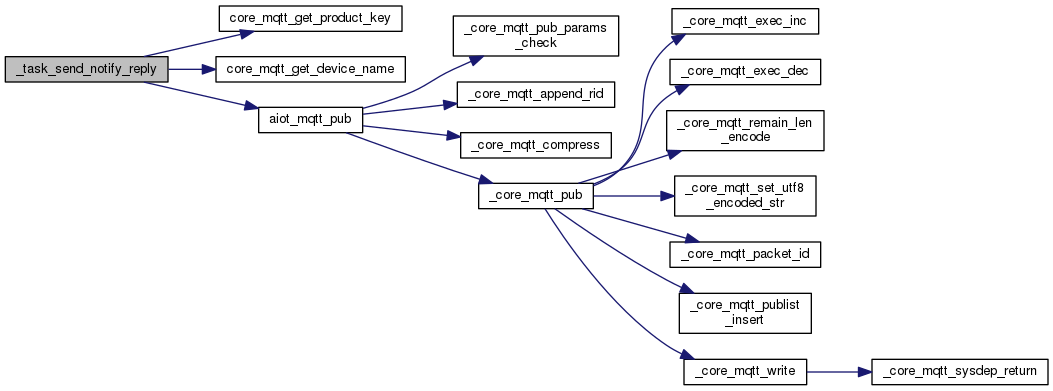 _task_send_notify_reply
core_mqtt_get_product_key
core_mqtt_get_device_name
aiot_mqtt_pub
_core_mqtt_pub_params
_check
_core_mqtt_append_rid
_core_mqtt_compress
_core_mqtt_pub
_core_mqtt_exec_inc
_core_mqtt_exec_dec
_core_mqtt_remain_len
_encode
_core_mqtt_set_utf8
_encoded_str
_core_mqtt_packet_id
_core_mqtt_publist
_insert
_core_mqtt_write
_core_mqtt_sysdep_return